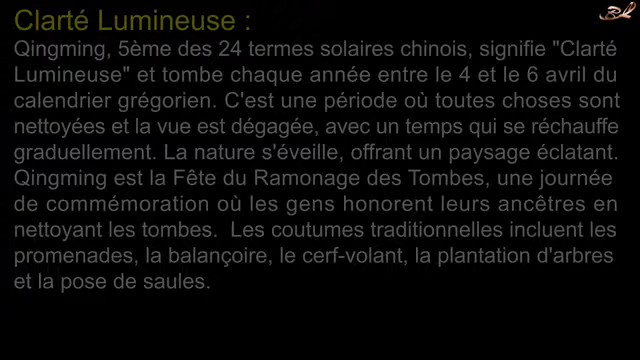 Clarté Lumineuse :
Qingming, 5ème des 24 termes solaires chinois, signifie "Clarté
Lumineuse" et tombe chaque année entre le 4 et le 6 avril du
calendrier grégorien. C'est une période où toutes choses sont
nettoyées et la vue est dégagée, avec un temps qui se réchauffe
graduellement. La nature s'éveille, offrant un paysage éclatant.
Qingming est la Fête du Ramonage des Tombes, une journée
de commémoration où les gens honorent leurs ancêtres en
nettoyant les tombes. Les coutumes traditionnelles incluent les
promenades, la balançoire, le cerf-volant, la plantation d'arbres
et la pose de saules.